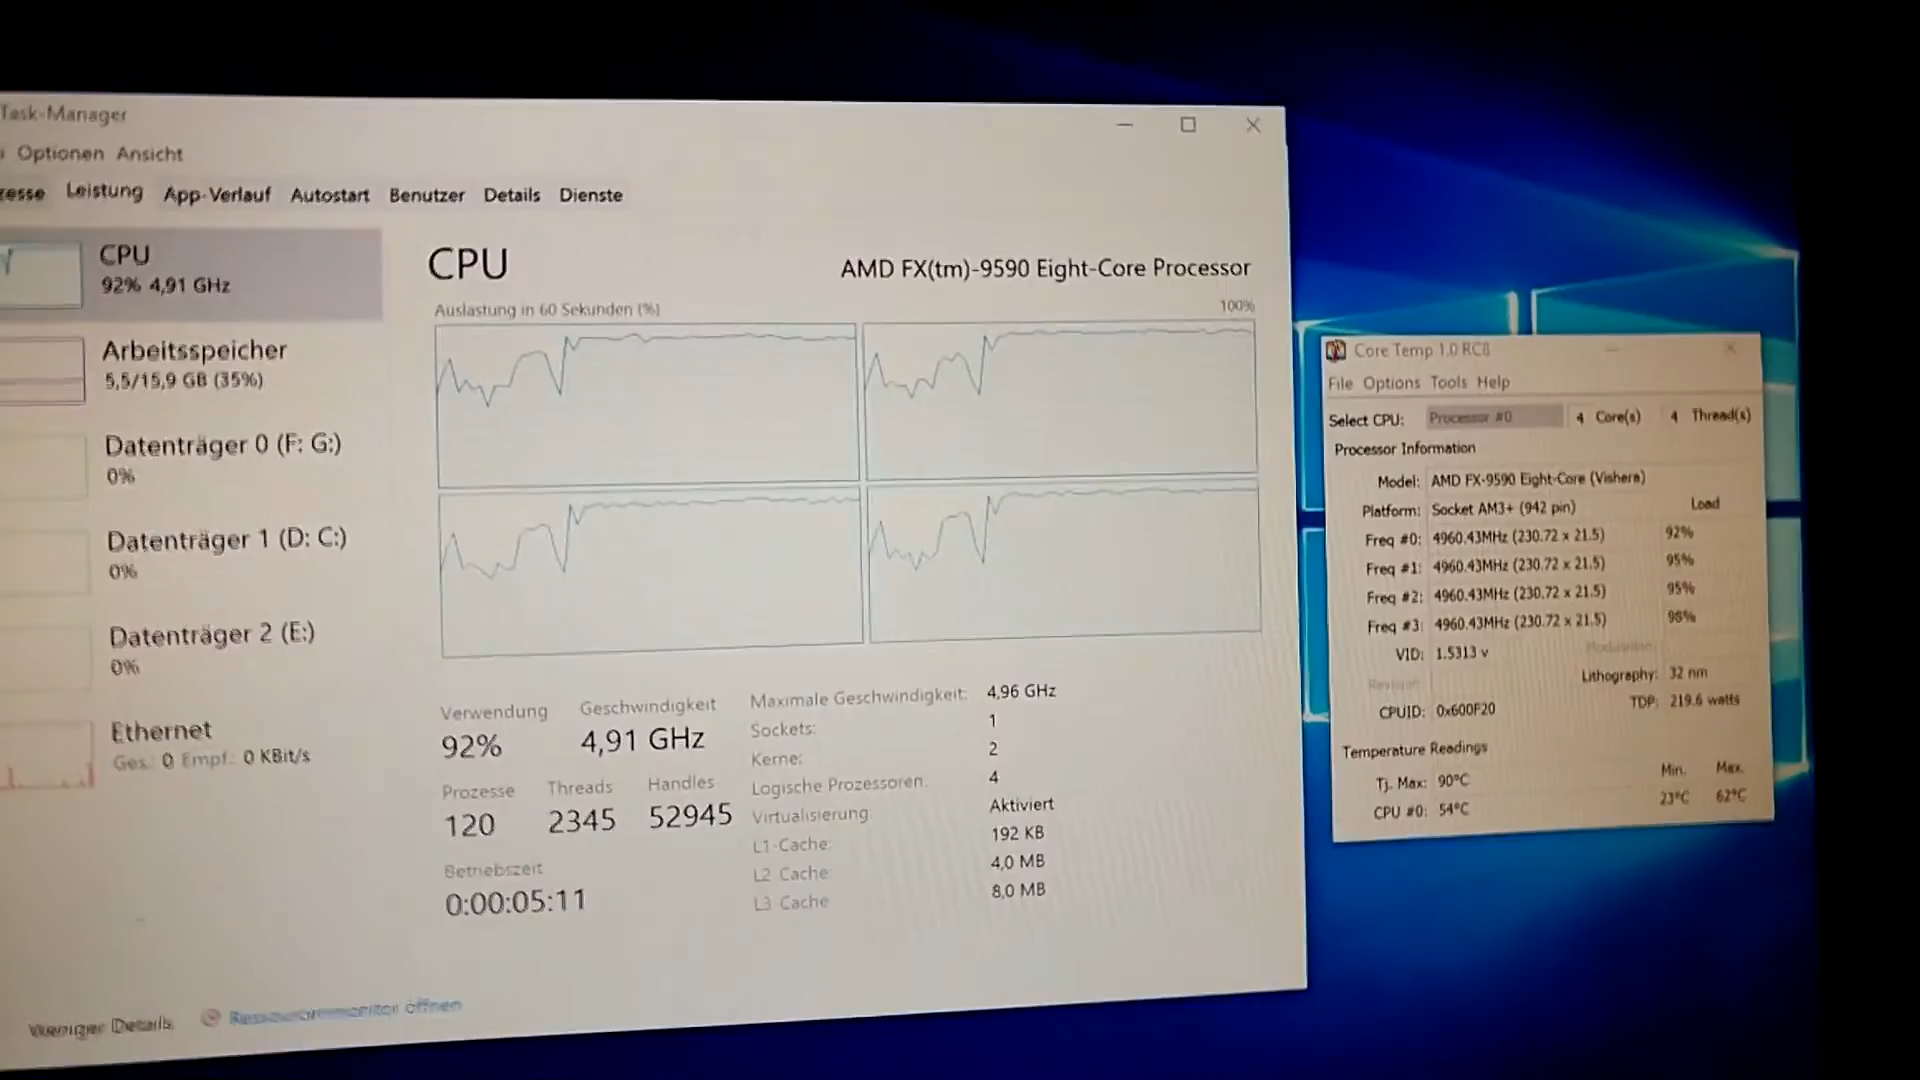 Task-Manager
Optionen Ansicht
Leistung App-Verlauf Autostart Benutzer Details Dienste
CPU
92% 4,91 GHz
Arbeitsspeicher
5,5/15,9 GB (35%)
Datenträger 0 (F: G:)
0%
Datenträger 1 (D: C:)
0%
Datenträger 2 (E:)
0%
Ethernet
Ges.: 0 Empf.: 0 KBit/s
CPU
AMD FX(tm)-9590 Eight-Core Processor
Auslastung in 60 Sekunden (%)
100%
Verwendung
92%
Geschwindigkeit
4,91 GHz
Prozesse
120
Threads
2345
Handles
52945
Betriebszeit
0:00:05:11
Maximale Geschwindigkeit: 4,96 GHz
Sockets: 1
Kerne: 2
Logische Prozessoren: 4
Virtualisierung: Aktiviert
L1-Cache: 192 KB
L2 Cache: 4,0 MB
L3 Cache 8,0 MB
Weniger Details
Ressourcenmonitor öffnen
Core Temp 1.0 RC8
File Options Tools Help
Select CPU: Processor #0 4 Core(s) 4 Thread(s)
Processor Information
Model: AMD FX-9590 Eight-Core (Vishera)
Platform: Socket AM3+ (942 pin)
Load
Freq #0: 4960.43MHz (230.72 x 21.5) 92%
Freq #1: 4960.43MHz (230.72 x 21.5) 95%
Freq #2: 4960.43MHz (230.72 x 21.5) 95%
Freq #3: 4960.43MHz (230.72 x 21.5) 98%
VID: 1.5313 v
Modulation:
Revision
Lithography: 32 nm
CPUID: 0x600F20
TDP: 219.6 watts
Temperature Readings
Tj. Max: 90°C
Min. Max.
CPU #0: 54°C 23°C 62°C